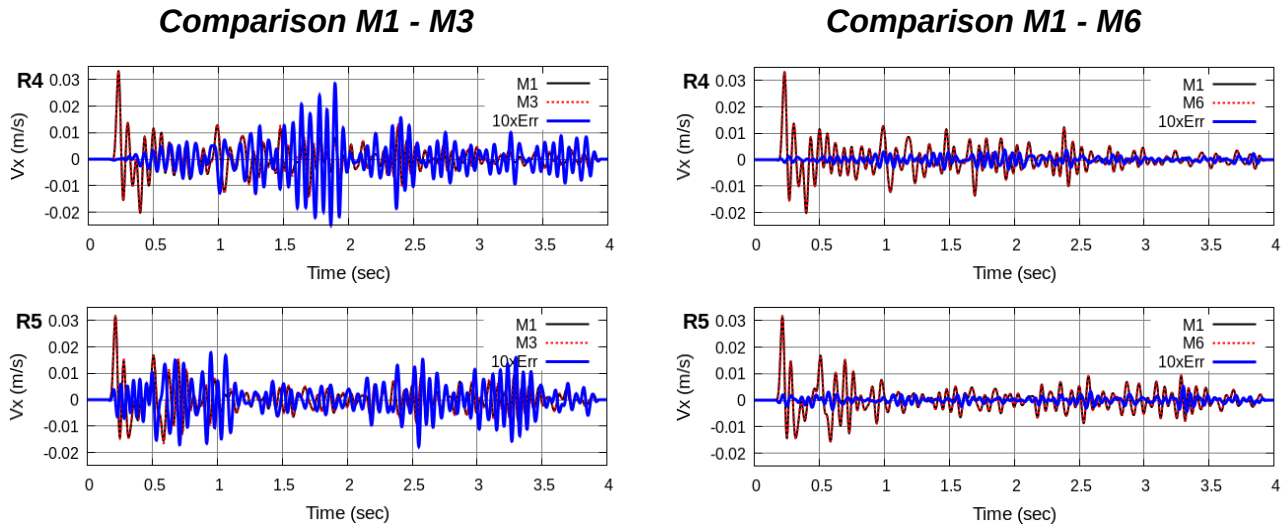 Comparison M1 - M3
R4
M1
M3
10xErr
Vx (m/s)
0.03
0.02
0.01
0
-0.01
-0.02
0 0.5 1 1.5 2 2.5 3 3.5 4
Time (sec)
R5
M1
M3
10xErr
Vx (m/s)
0.03
0.02
0.01
0
-0.01
-0.02
0 0.5 1 1.5 2 2.5 3 3.5 4
Time (sec)
Comparison M1 - M6
R4
M1
M6
10xErr
Vx (m/s)
0.03
0.02
0.01
0
-0.01
-0.02
0 0.5 1 1.5 2 2.5 3 3.5 4
Time (sec)
R5
M1
M6
10xErr
Vx (m/s)
0.03
0.02
0.01
0
-0.01
-0.02
0 0.5 1 1.5 2 2.5 3 3.5 4
Time (sec)